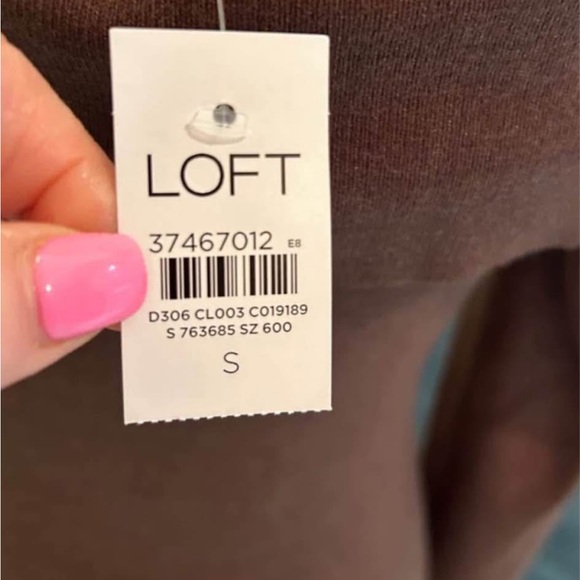 LOFT
37467012 E8
D306 CL003 C019189
S 763685 SZ 600
S